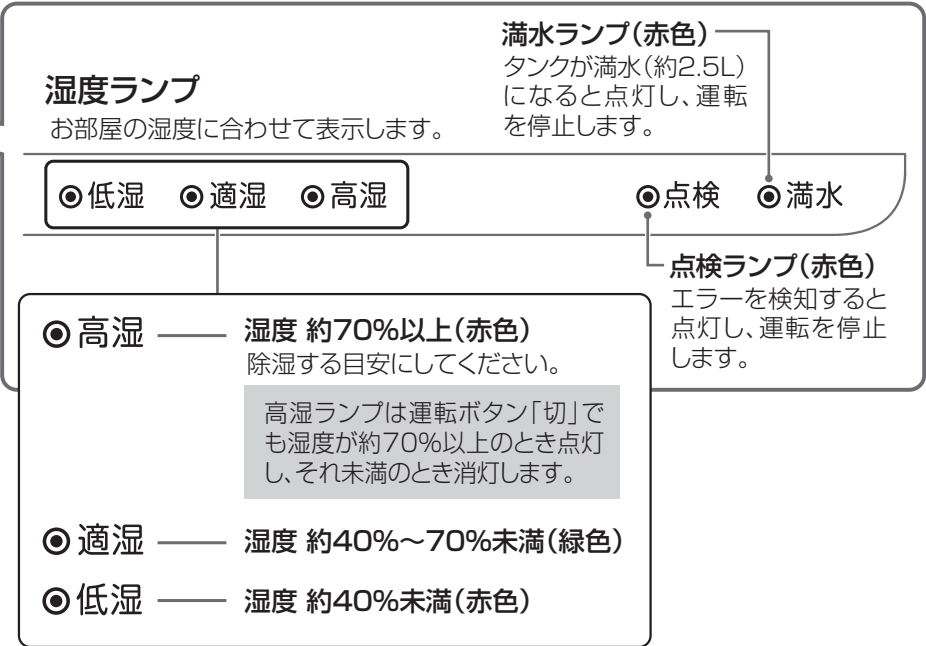 満水ランプ(赤色)
タンクが満水(約2.5L)
になると点灯し、運転
を停止します。
湿度ランプ
お部屋の湿度に合わせて表示します。
◉低湿 ◉適湿 ◉高湿
◉点検 ◉満水
点検ランプ(赤色)
エラーを検知すると
点灯し、運転を停止
します。
◉高湿 湿度 約70%以上(赤色)
除湿する目安にしてください。
高湿ランプは運転ボタン「切」で
も湿度が約70%以上のとき点灯
し、それ未満のとき消灯します。
◉適湿 湿度 約40%〜70%未満(緑色)
◉低湿 湿度 約40%未満(赤色)